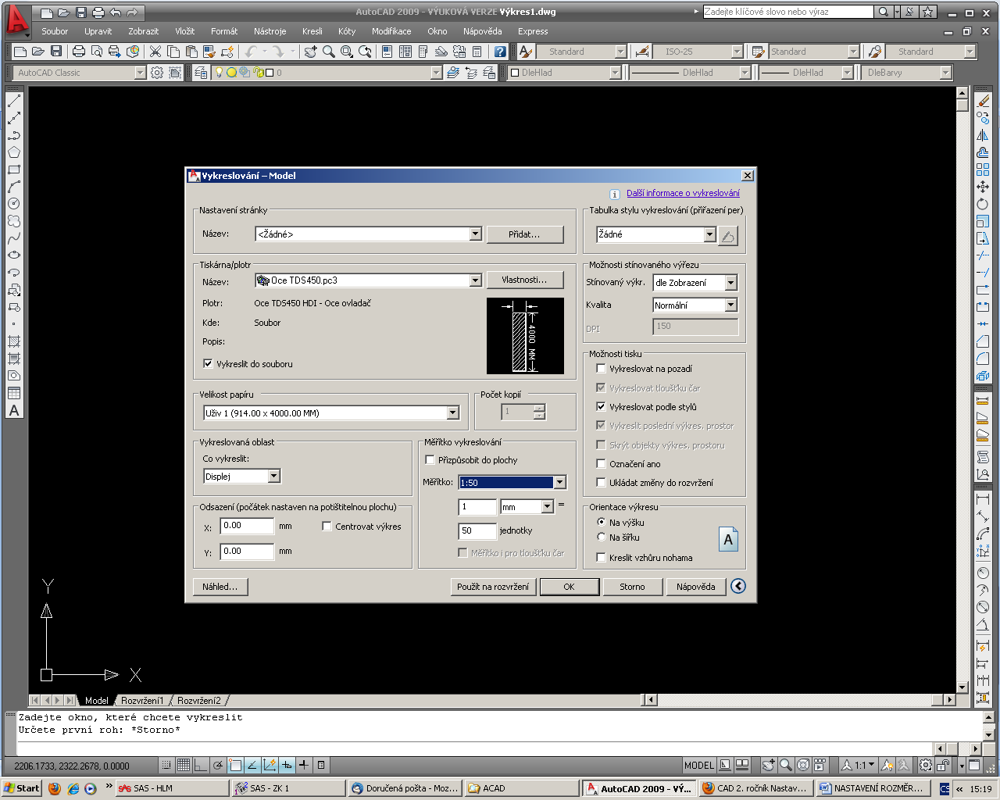 AutoCAD 2009 - VÝUKOVÁ VERZE Výkres1.dwg
Zadejte klíčové slovo nebo výraz
Soubor Upravit Zobrazit Vložit Formát Nástroje Kresli Kóty Modifikace Okno Nápověda Express
Standard ISO-25 Standard Standard
AutoCAD Classic 0 DleHlad DleHlad DleHlad DleBarvy
Vykreslování – Model
Další informace o vykreslování
Nastavení stránky
Název: <Žádné> Přidat...
Tabulka stylu vykreslování (přiřazení per)
Žádné
Tiskárna/plotr
Název: Oce TDS450.pc3 Vlastnosti...
Plotr: Oce TDS450 HDI - Oce ovladač
Kde: Soubor
Popis:
Vykreslit do souboru
4000 MM
Možnosti stínovaného výřezu
Stínovaný výkr. dle Zobrazení
Kvalita Normální
DPI 150
Velikost papíru
Uživ 1 (914.00 x 4000.00 MM)
Počet kopií
1
Možnosti tisku
Vykreslovat na pozadí
Vykreslovat tloušťku čar
Vykreslovat podle stylů
Vykreslit poslední výkres. prostor
Skrýt objekty výkres. prostoru
Označení ano
Ukládat změny do rozvržení
Vykreslovaná oblast
Co vykreslit:
Displej
Měřítko vykreslování
Přizpůsobit do plochy
Měřítko: 1:50
1 mm =
50 jednotky
Měřítko i pro tloušťku čar
Odsazení (počátek nastaven na potištitelnou plochu)
X: 0.00 mm Centrovat výkres
Y: 0.00 mm
Orientace výkresu
Na výšku
Na šířku
Kreslit vzhůru nohama
A
Náhled... Použít na rozvržení OK Storno Nápověda
Y
X
Model Rozvržení1 Rozvržení2
Zadejte okno, které chcete vykreslit
Určete první roh: *Storno*
2206.1733, 2322.2678, 0.0000 MODEL 1:1
Start SAS - HLM SAS - ZK 1 Doručená pošta - Moz... ACAD AutoCAD 2009 - VÝ... CAD 2. ročník Nastav... NASTAVENÍ ROZMĚR... CS « 15:19